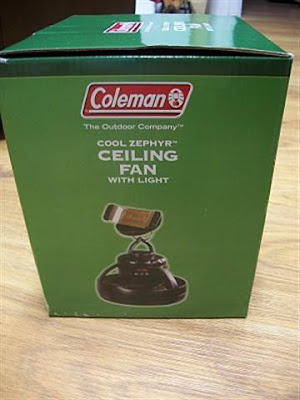 Coleman
The Outdoor Company™
COOL ZEPHYR™
CEILING
FAN
WITH LIGHT